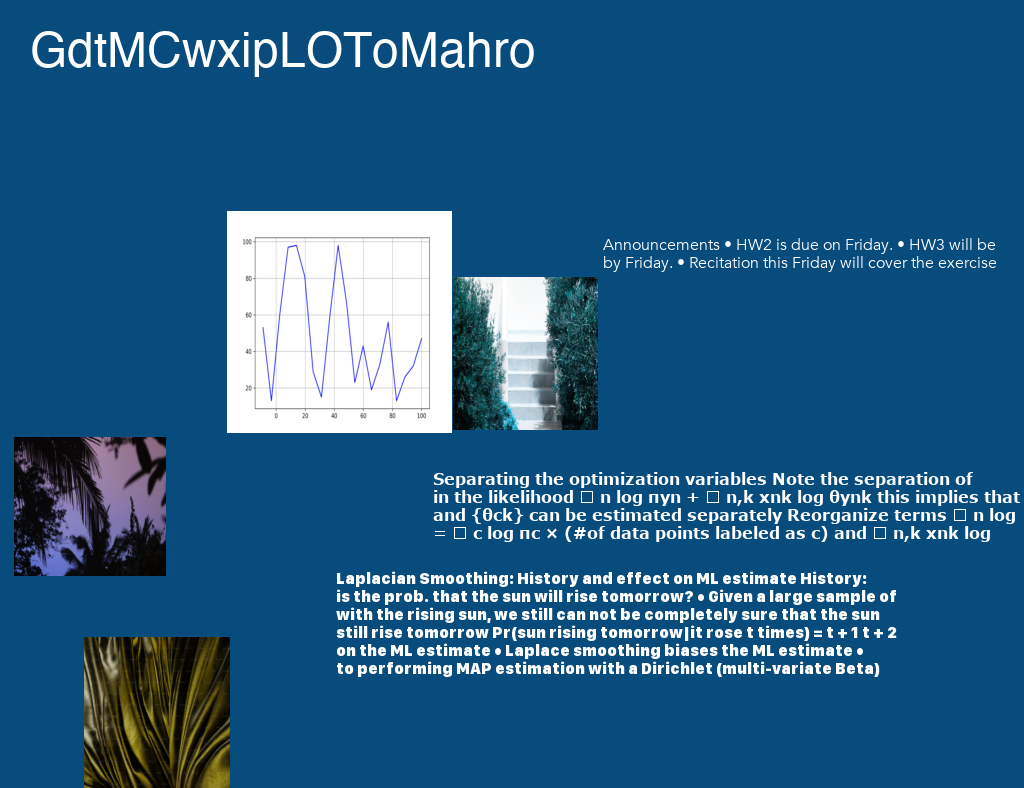 GdtMCwxipLOToMahro
100
80
60
40
20
0
20
40
60
80
100
Announcements • HW2 is due on Friday. • HW3 will be
by Friday. • Recitation this Friday will cover the exercise
Separating the optimization variables Note the separation of
in the likelihood □ n log πyn + □ n,k xnk log θynk this implies that
and {θck} can be estimated separately Reorganize terms □ n log
= □ c log πc × (#of data points labeled as c) and □ n,k xnk log
Laplacian Smoothing: History and effect on ML estimate History:
is the prob. that the sun will rise tomorrow? • Given a large sample of
with the rising sun, we still can not be completely sure that the sun
still rise tomorrow Pr(sun rising tomorrow|it rose t times) = t + 1 t + 2
on the ML estimate • Laplace smoothing biases the ML estimate •
to performing MAP estimation with a Dirichlet (multi-variate Beta)